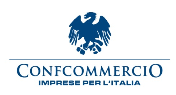 CONFCOMMERCIO
IMPRESE PER L'ITALIA